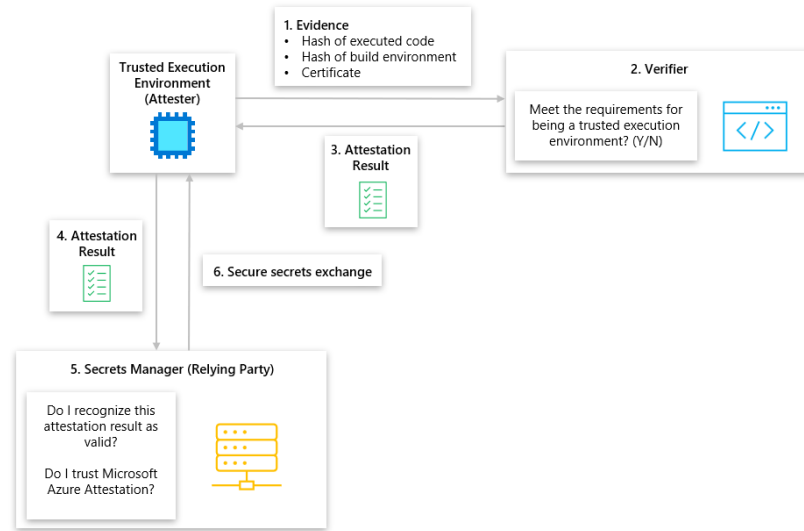 1. Evidence
• Hash of executed code
• Hash of build environment
• Certificate
Trusted Execution
Environment
(Attester)
2. Verifier
Meet the requirements for
being a trusted execution
environment? (Y/N)
</>
3. Attestation
Result
4. Attestation
Result
6. Secure secrets exchange
5. Secrets Manager (Relying Party)
Do I recognize this
attestation result as
valid?
Do I trust Microsoft
Azure Attestation?